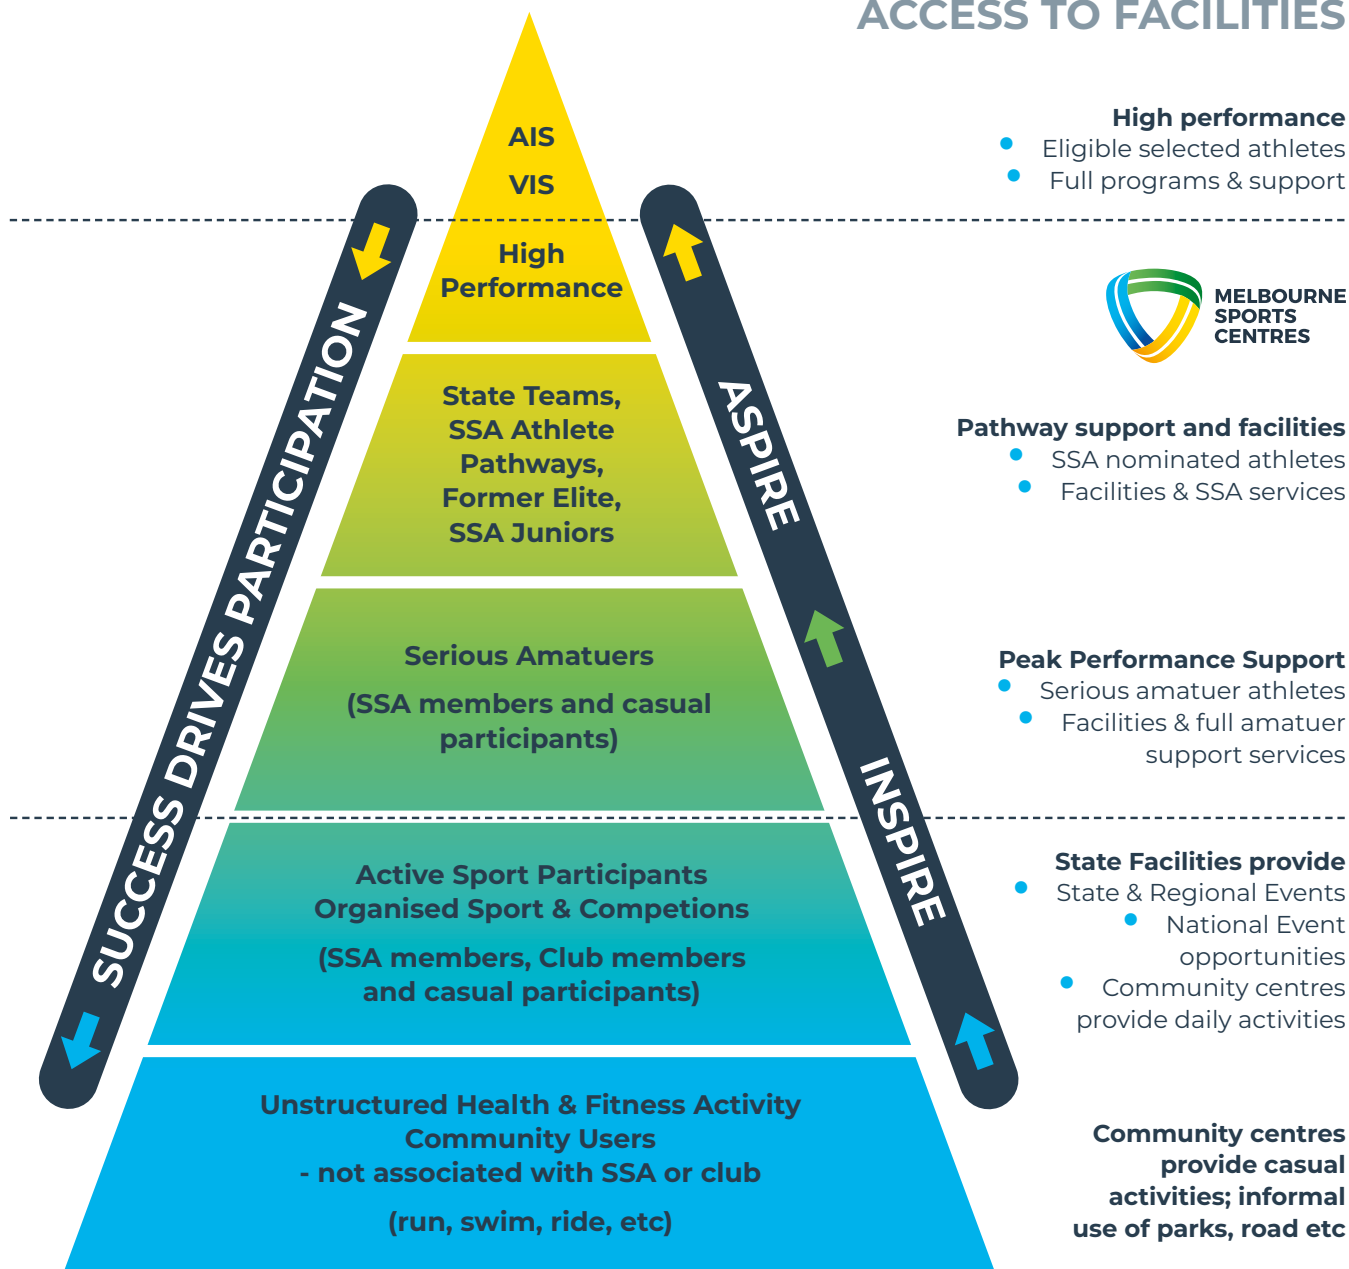 ACCESS TO FACILITIES
AIS
VIS
High
Performance
State Teams,
SSA Athlete
Pathways,
Former Elite,
SSA Juniors
Serious Amatuers
(SSA members and casual
participants)
Active Sport Participants
Organised Sport & Competions
(SSA members, Club members
and casual participants)
Unstructured Health & Fitness Activity
Community Users
- not associated with SSA or club
(run, swim, ride, etc)
SUCCESS DRIVES PARTICIPATION
ASPIRE
INSPIRE
High performance
• Eligible selected athletes
• Full programs & support
MELBOURNE
SPORTS
CENTRES
Pathway support and facilities
• SSA nominated athletes
• Facilities & SSA services
Peak Performance Support
• Serious amatuer athletes
• Facilities & full amatuer
support services
State Facilities provide
• State & Regional Events
• National Event
opportunities
• Community centres
provide daily activities
Community centres
provide casual
activities; informal
use of parks, road etc